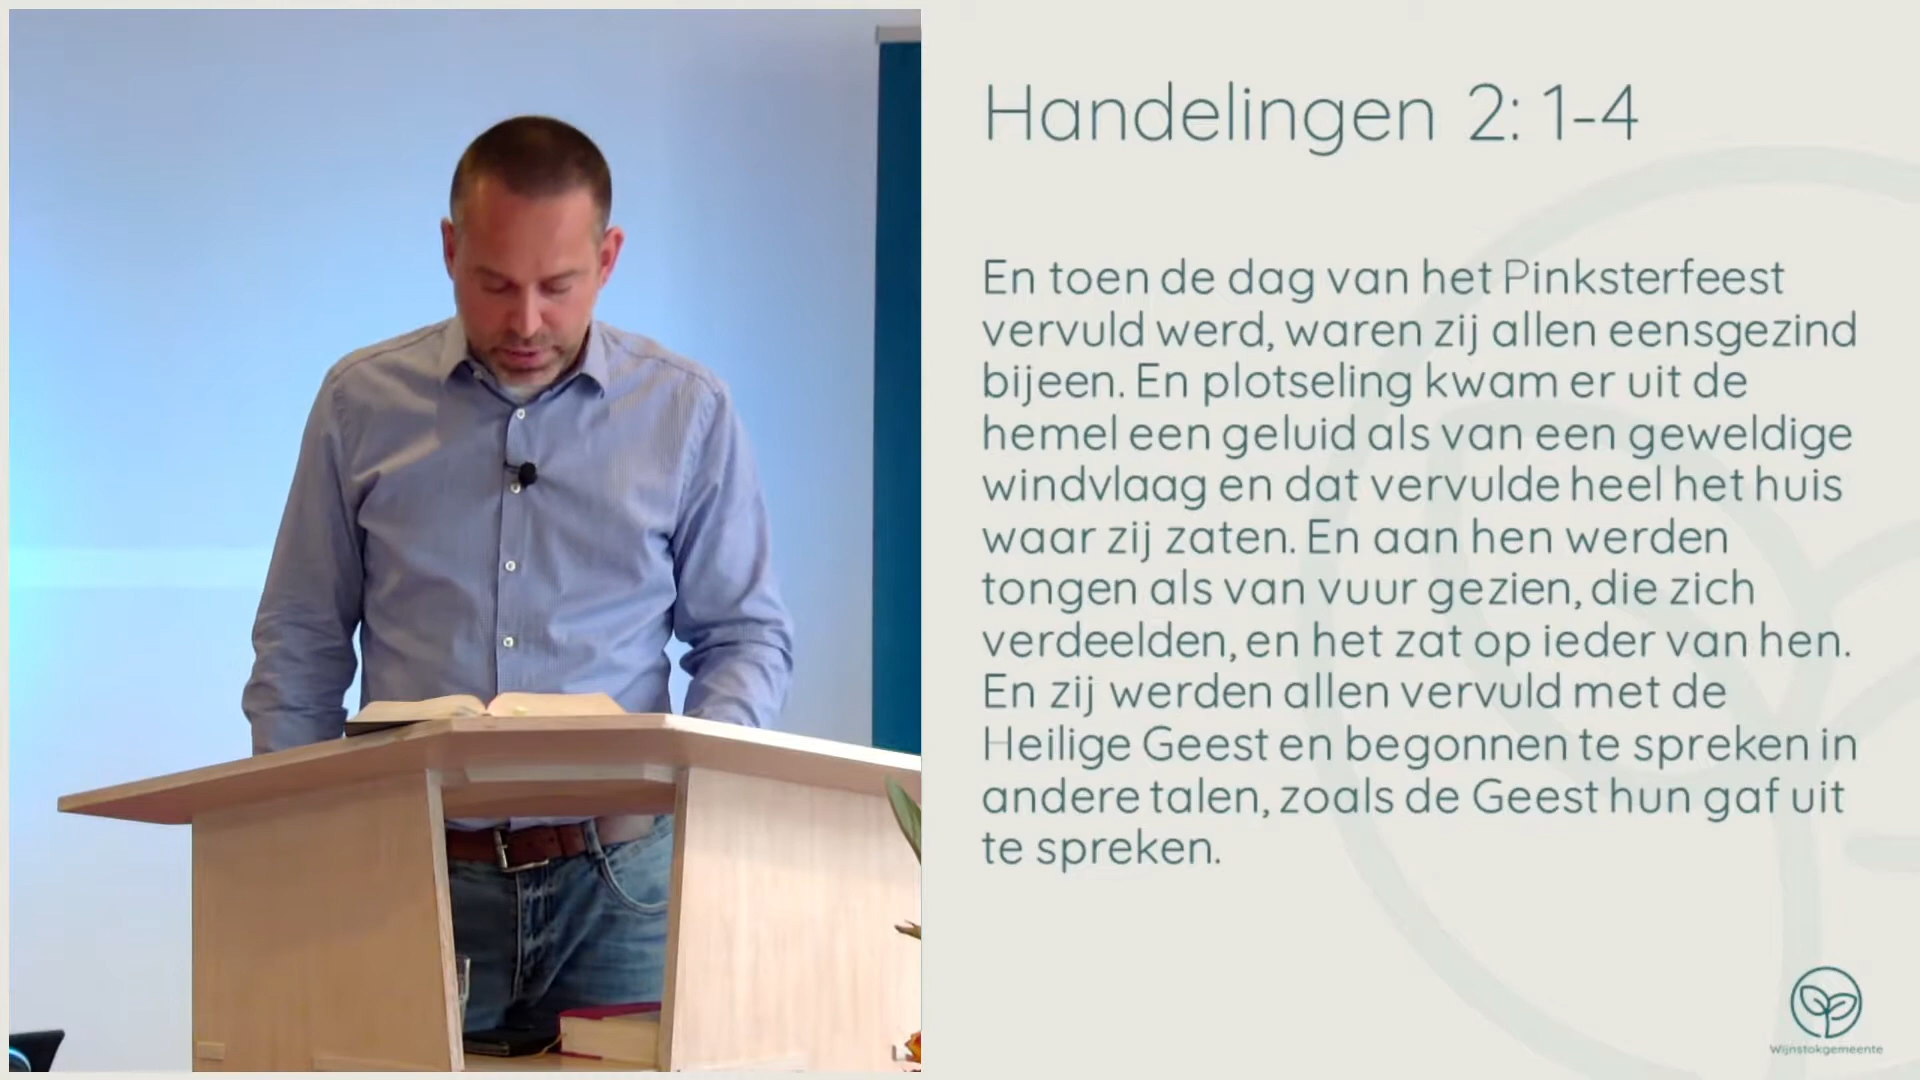 Handelingen 2: 1-4
En toen de dag van het Pinksterfeest
vervuld werd, waren zij allen eensgezind
bijeen. En plotseling kwam er uit de
hemel een geluid als van een geweldige
windvlaag en dat vervulde heel het huis
waar zij zaten. En aan hen werden
tongen als van vuur gezien, die zich
verdeelden, en het zat op ieder van hen.
En zij werden allen vervuld met de
Heilige Geest en begonnen te spreken in
andere talen, zoals de Geest hun gaf uit
te spreken.
Wijnstokgemeente